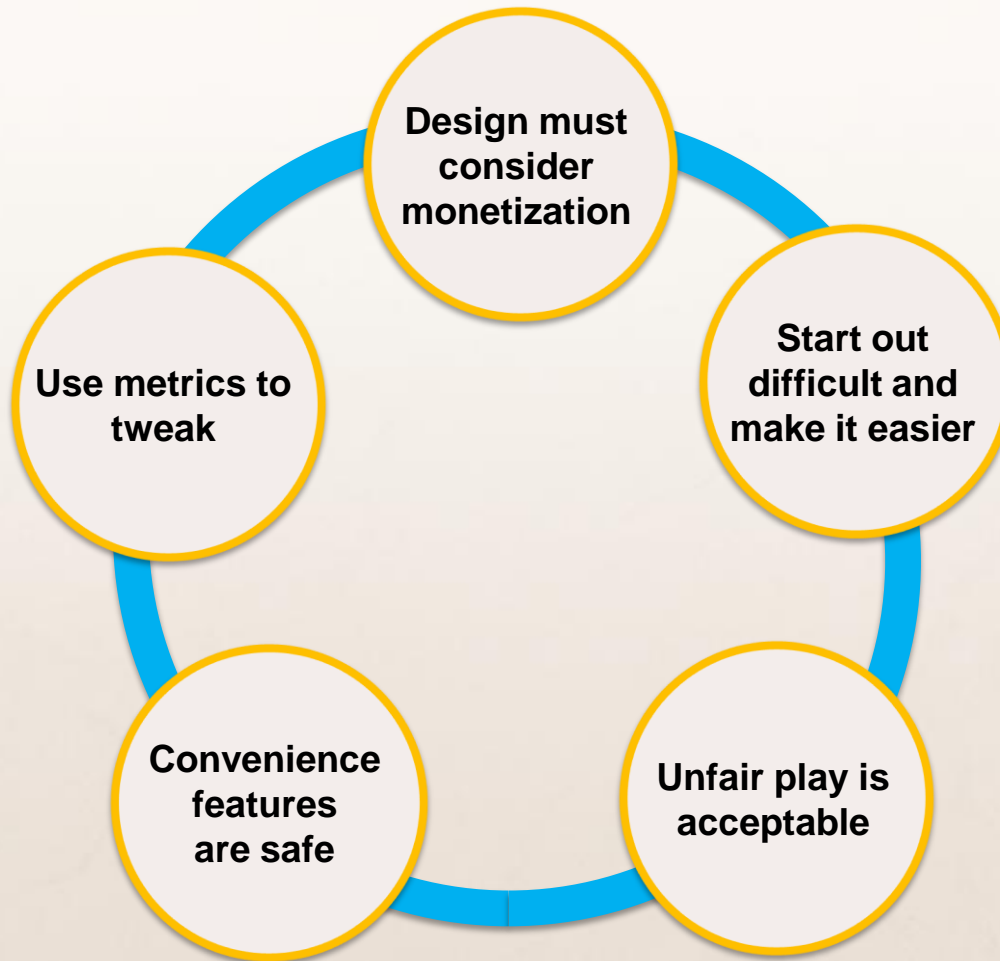 Design must
consider
monetization
Start out
difficult and
make it easier
Unfair play is
acceptable
Convenience
features
are safe
Use metrics to
tweak